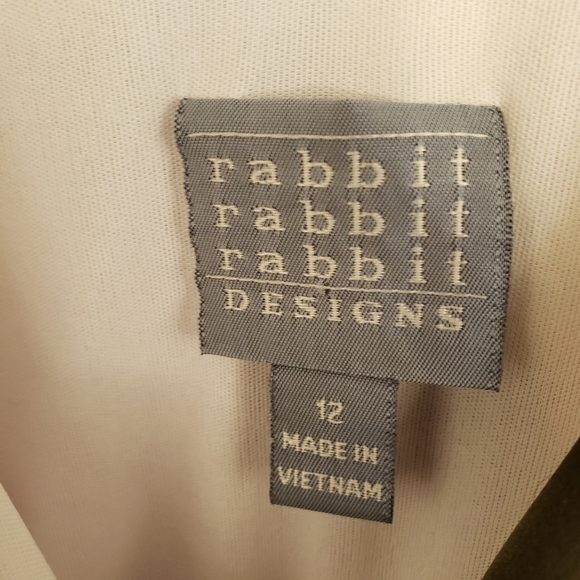 rabbit
rabbit
rabbit
DESIGNS
12
MADE IN
VIETNAM